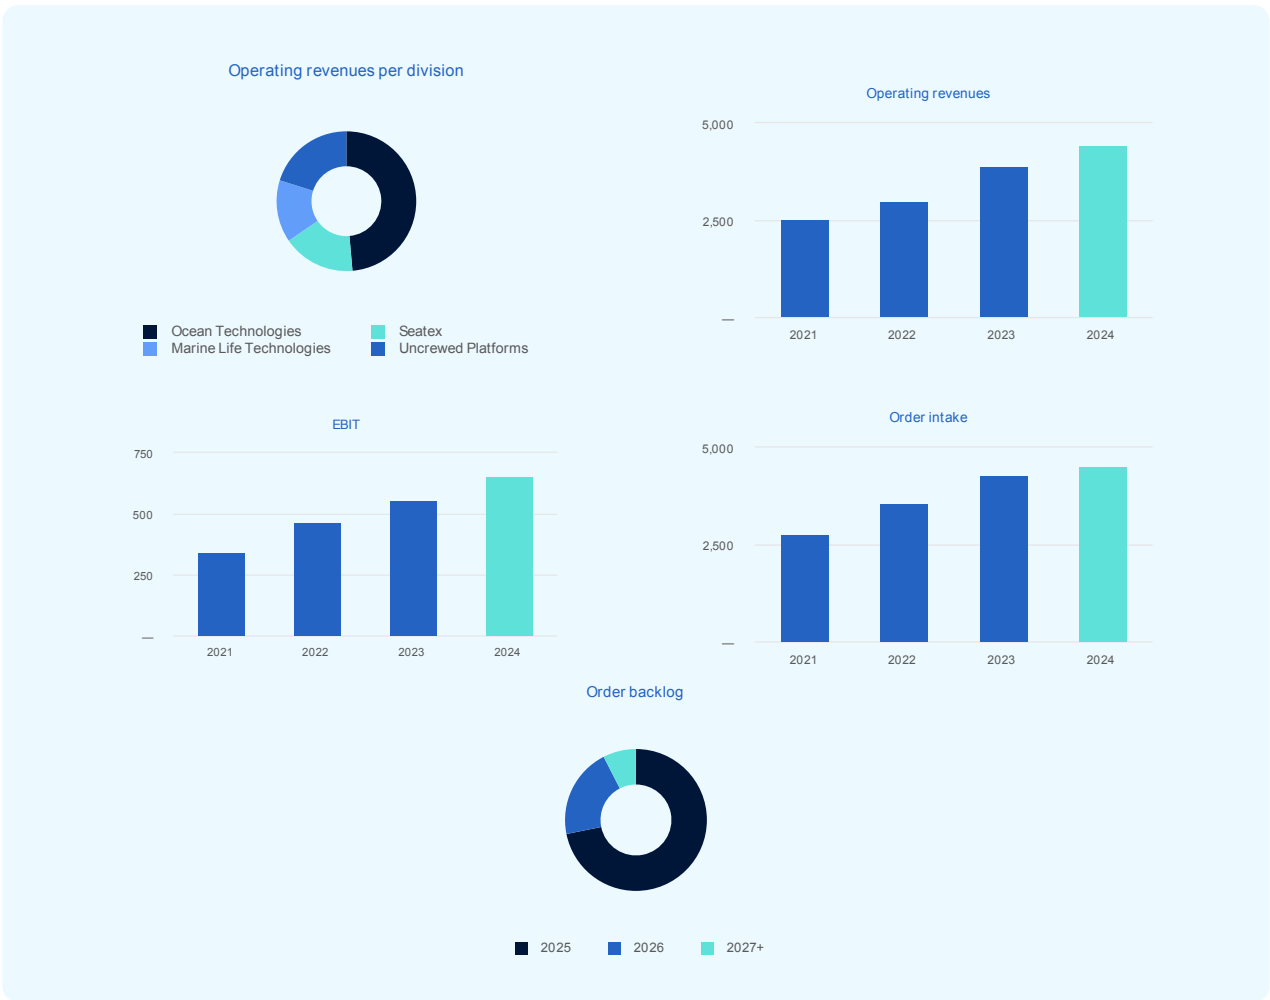 Operating revenues per division
Ocean Technologies
Seatex
Marine Life Technologies
Uncrewed Platforms
Operating revenues
5,000
2,500
—
2021 2022 2023 2024
EBIT
750
500
250
—
2021 2022 2023 2024
Order intake
5,000
2,500
—
2021 2022 2023 2024
Order backlog
2025 2026 2027+